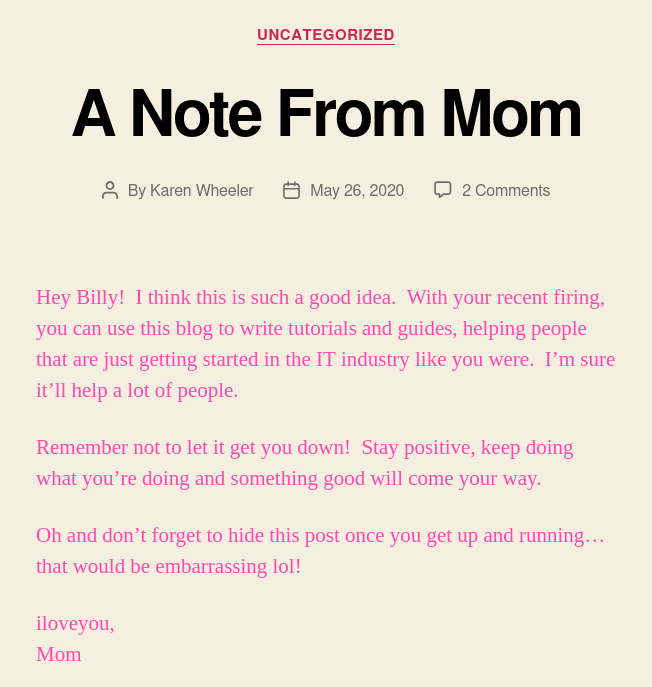 UNCATEGORIZED
A Note From Mom
By Karen Wheeler May 26, 2020 2 Comments
Hey Billy!  I think this is such a good idea.  With your recent firing,
you can use this blog to write tutorials and guides, helping people
that are just getting started in the IT industry like you were.  I’m sure
it’ll help a lot of people.
Remember not to let it get you down!  Stay positive, keep doing
what you’re doing and something good will come your way.
Oh and don’t forget to hide this post once you get up and running…
that would be embarrassing lol!
iloveyou,
Mom